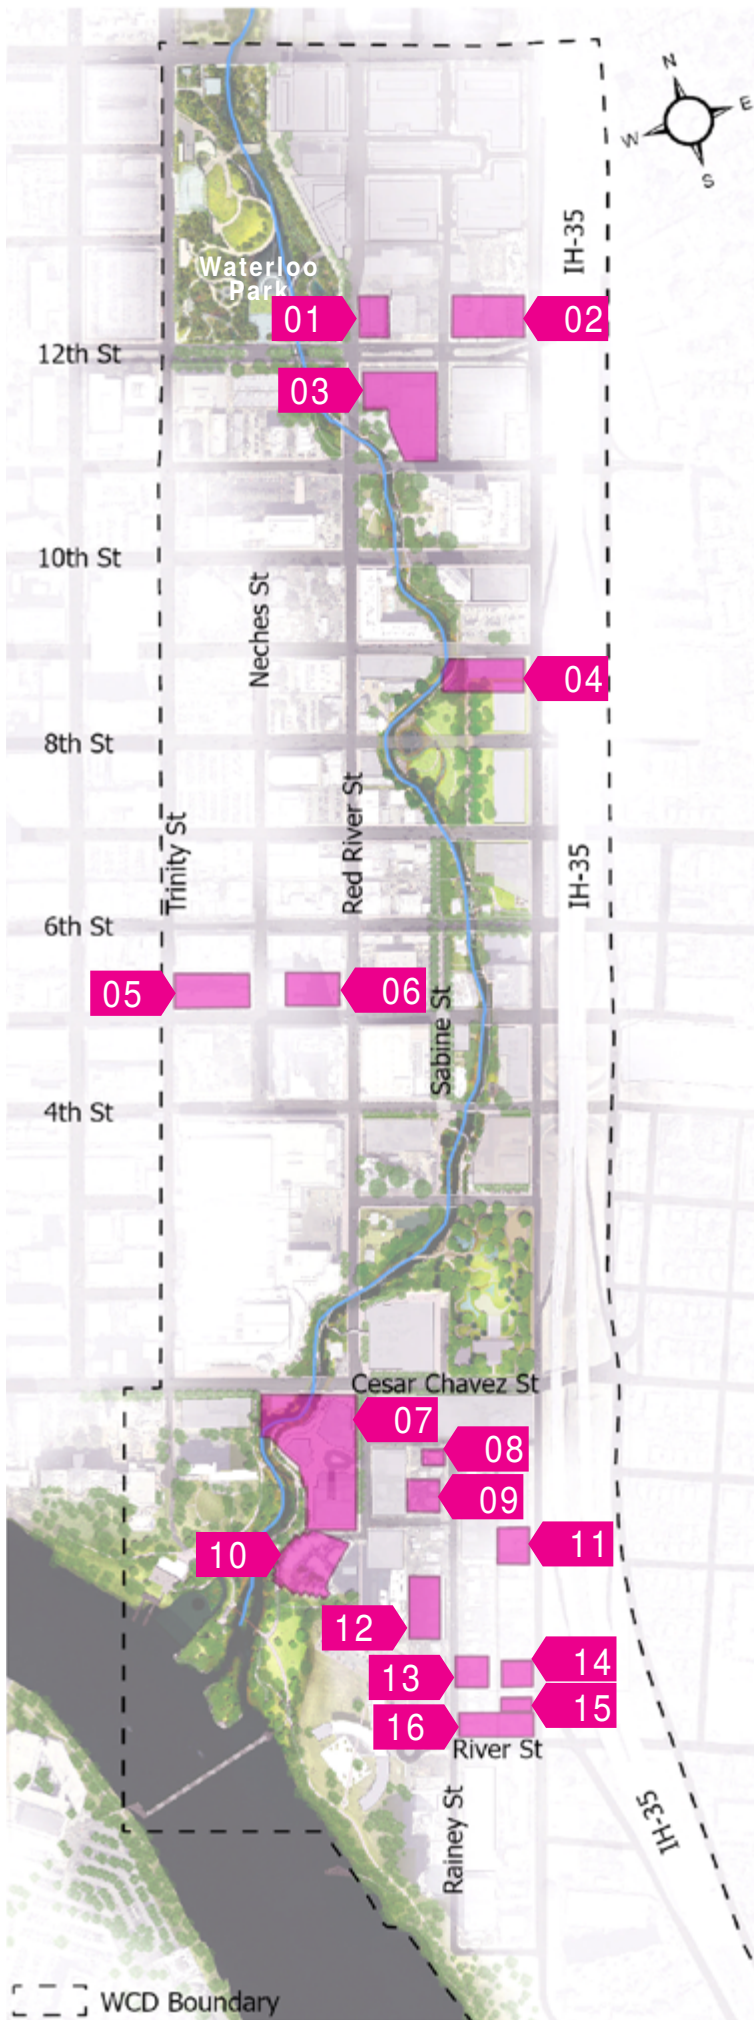 N
E
W
S
IH-35
Waterloo
Park
01
02
12th St
03
10th St
Neches St
04
8th St
Red River St
Trinity St
IH-35
6th St
05
06
Sabine St
4th St
Cesar Chavez St
07
08
09
10
11
12
13
14
15
16
River St
Rainey St
IH-35
WCD Boundary